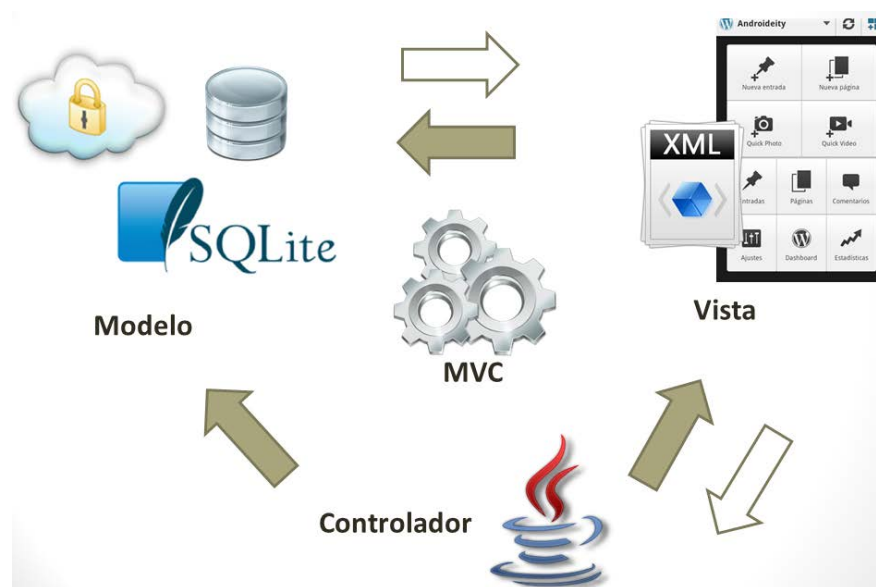 Androideity
Nueva entrada
Nueva página
XML
Quick Photo
Quick Video
ntradas
Páginas
Comentarios
SQLite
Ajustes
Dashboard
Estadísticas
Modelo
Vista
MVC
Controlador